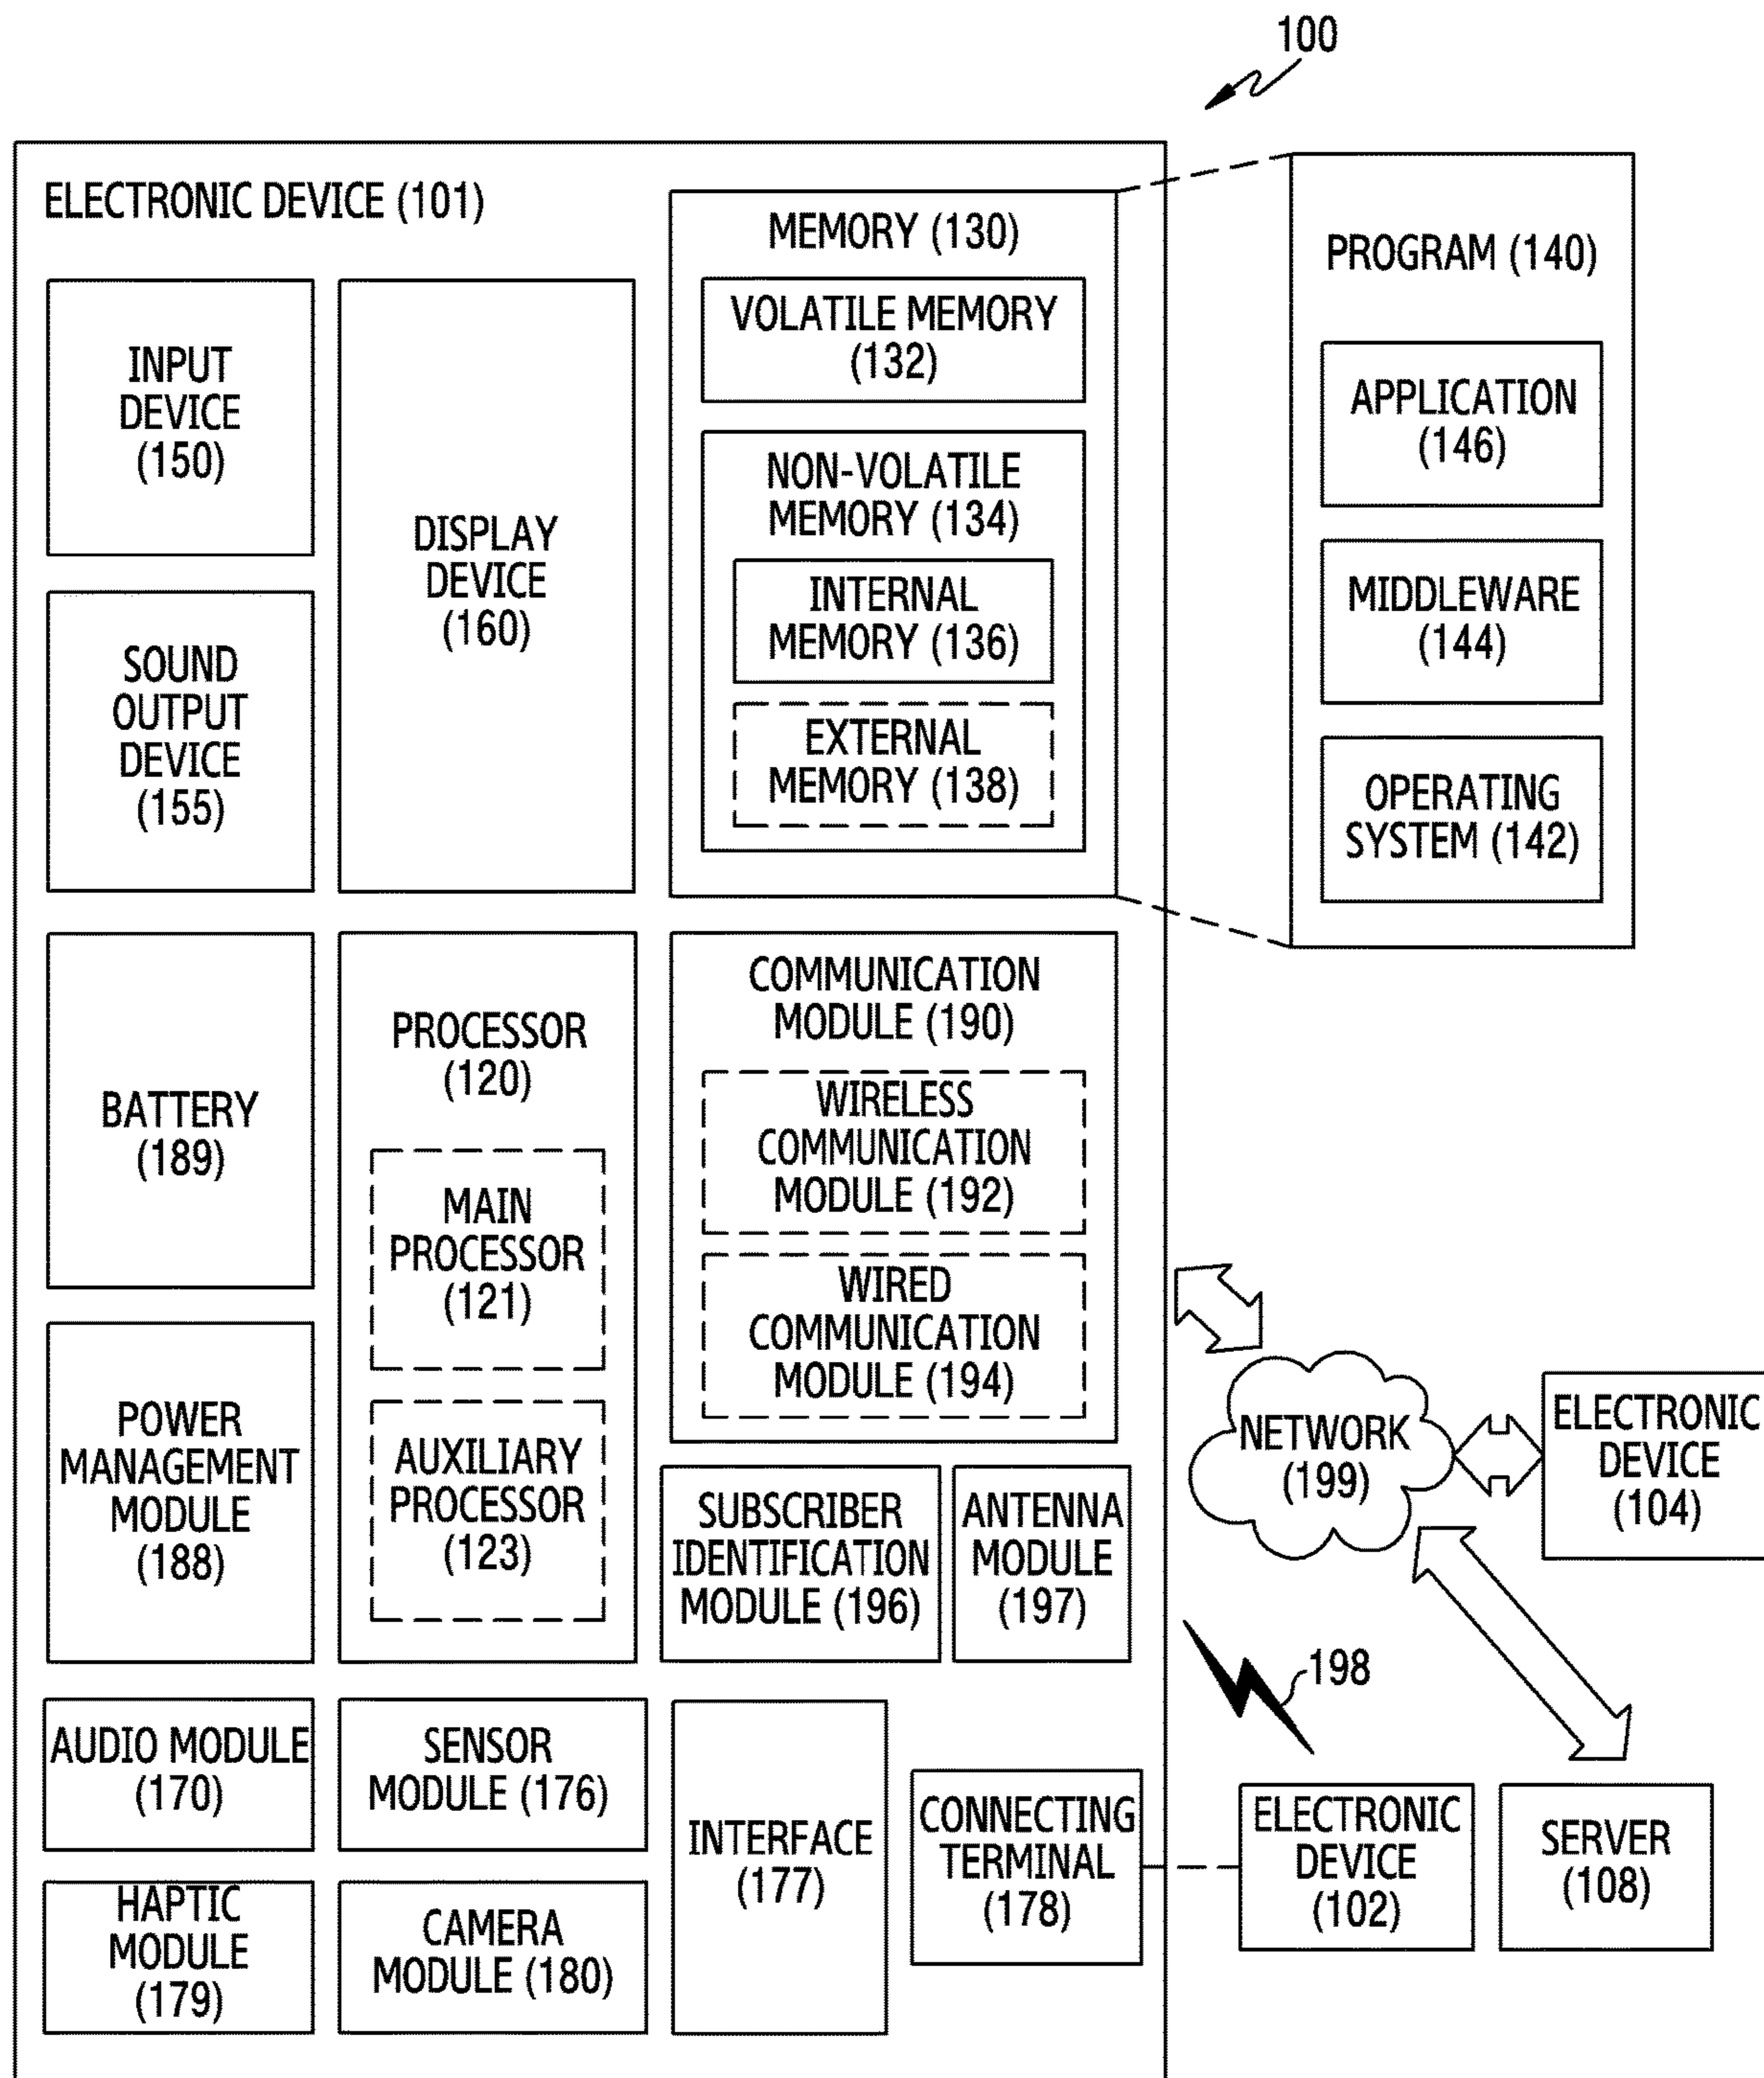 100
ELECTRONIC DEVICE (101)
INPUT
DEVICE
(150)
SOUND
OUTPUT
DEVICE
(155)
DISPLAY
DEVICE
(160)
MEMORY (130)
VOLATILE MEMORY
(132)
NON-VOLATILE
MEMORY (134)
INTERNAL
MEMORY (136)
EXTERNAL
MEMORY (138)
PROGRAM (140)
APPLICATION
(146)
MIDDLEWARE
(144)
OPERATING
SYSTEM (142)
BATTERY
(189)
POWER
MANAGEMENT
MODULE
(188)
PROCESSOR
(120)
MAIN
PROCESSOR
(121)
AUXILIARY
PROCESSOR
(123)
COMMUNICATION
MODULE (190)
WIRELESS
COMMUNICATION
MODULE (192)
WIRED
COMMUNICATION
MODULE (194)
SUBSCRIBER
IDENTIFICATION
MODULE (196)
ANTENNA
MODULE
(197)
NETWORK
(199)
ELECTRONIC
DEVICE
(104)
198
AUDIO MODULE
(170)
SENSOR
MODULE (176)
HAPTIC
MODULE
(179)
CAMERA
MODULE (180)
INTERFACE
(177)
CONNECTING
TERMINAL
(178)
ELECTRONIC
DEVICE
(102)
SERVER
(108)